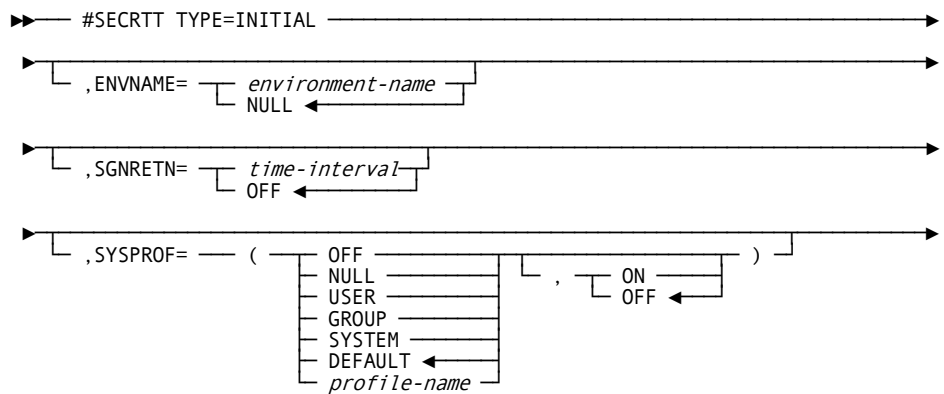 #SECRTT TYPE=INITIAL
,ENVNAME= environment-name
NULL
,SGNRETN= time-interval
OFF
,SYSPROF= ( OFF )
NULL , ON
USER OFF
GROUP
SYSTEM
DEFAULT
profile-name